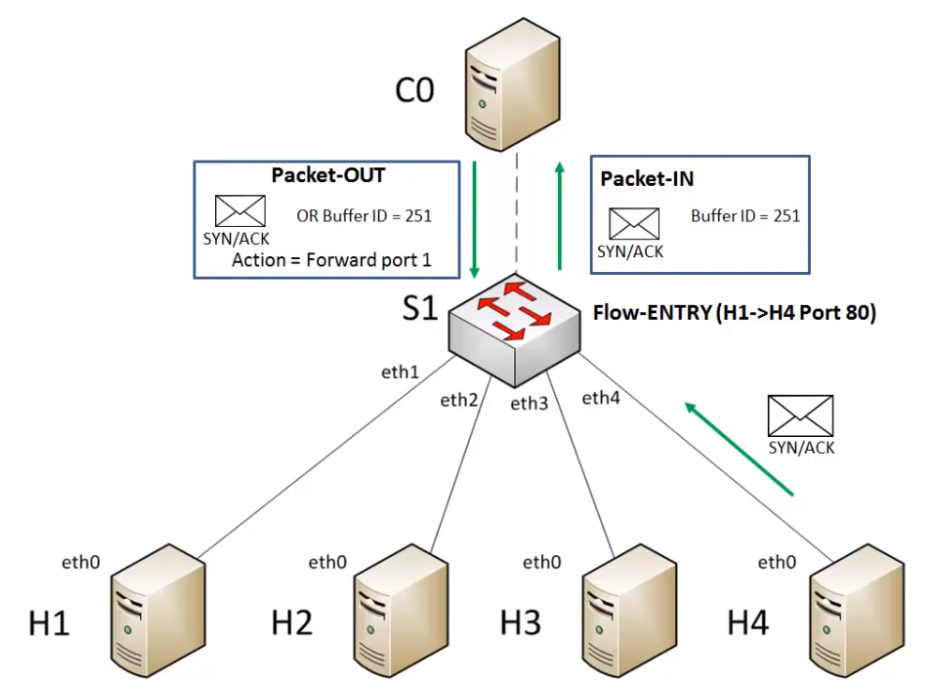 C0
Packet-OUT
OR Buffer ID = 251
SYN/ACK
Action = Forward port 1
Packet-IN
Buffer ID = 251
SYN/ACK
S1
Flow-ENTRY (H1->H4 Port 80)
eth1
eth2
eth3
eth4
SYN/ACK
eth0
eth0
eth0
eth0
H1
H2
H3
H4